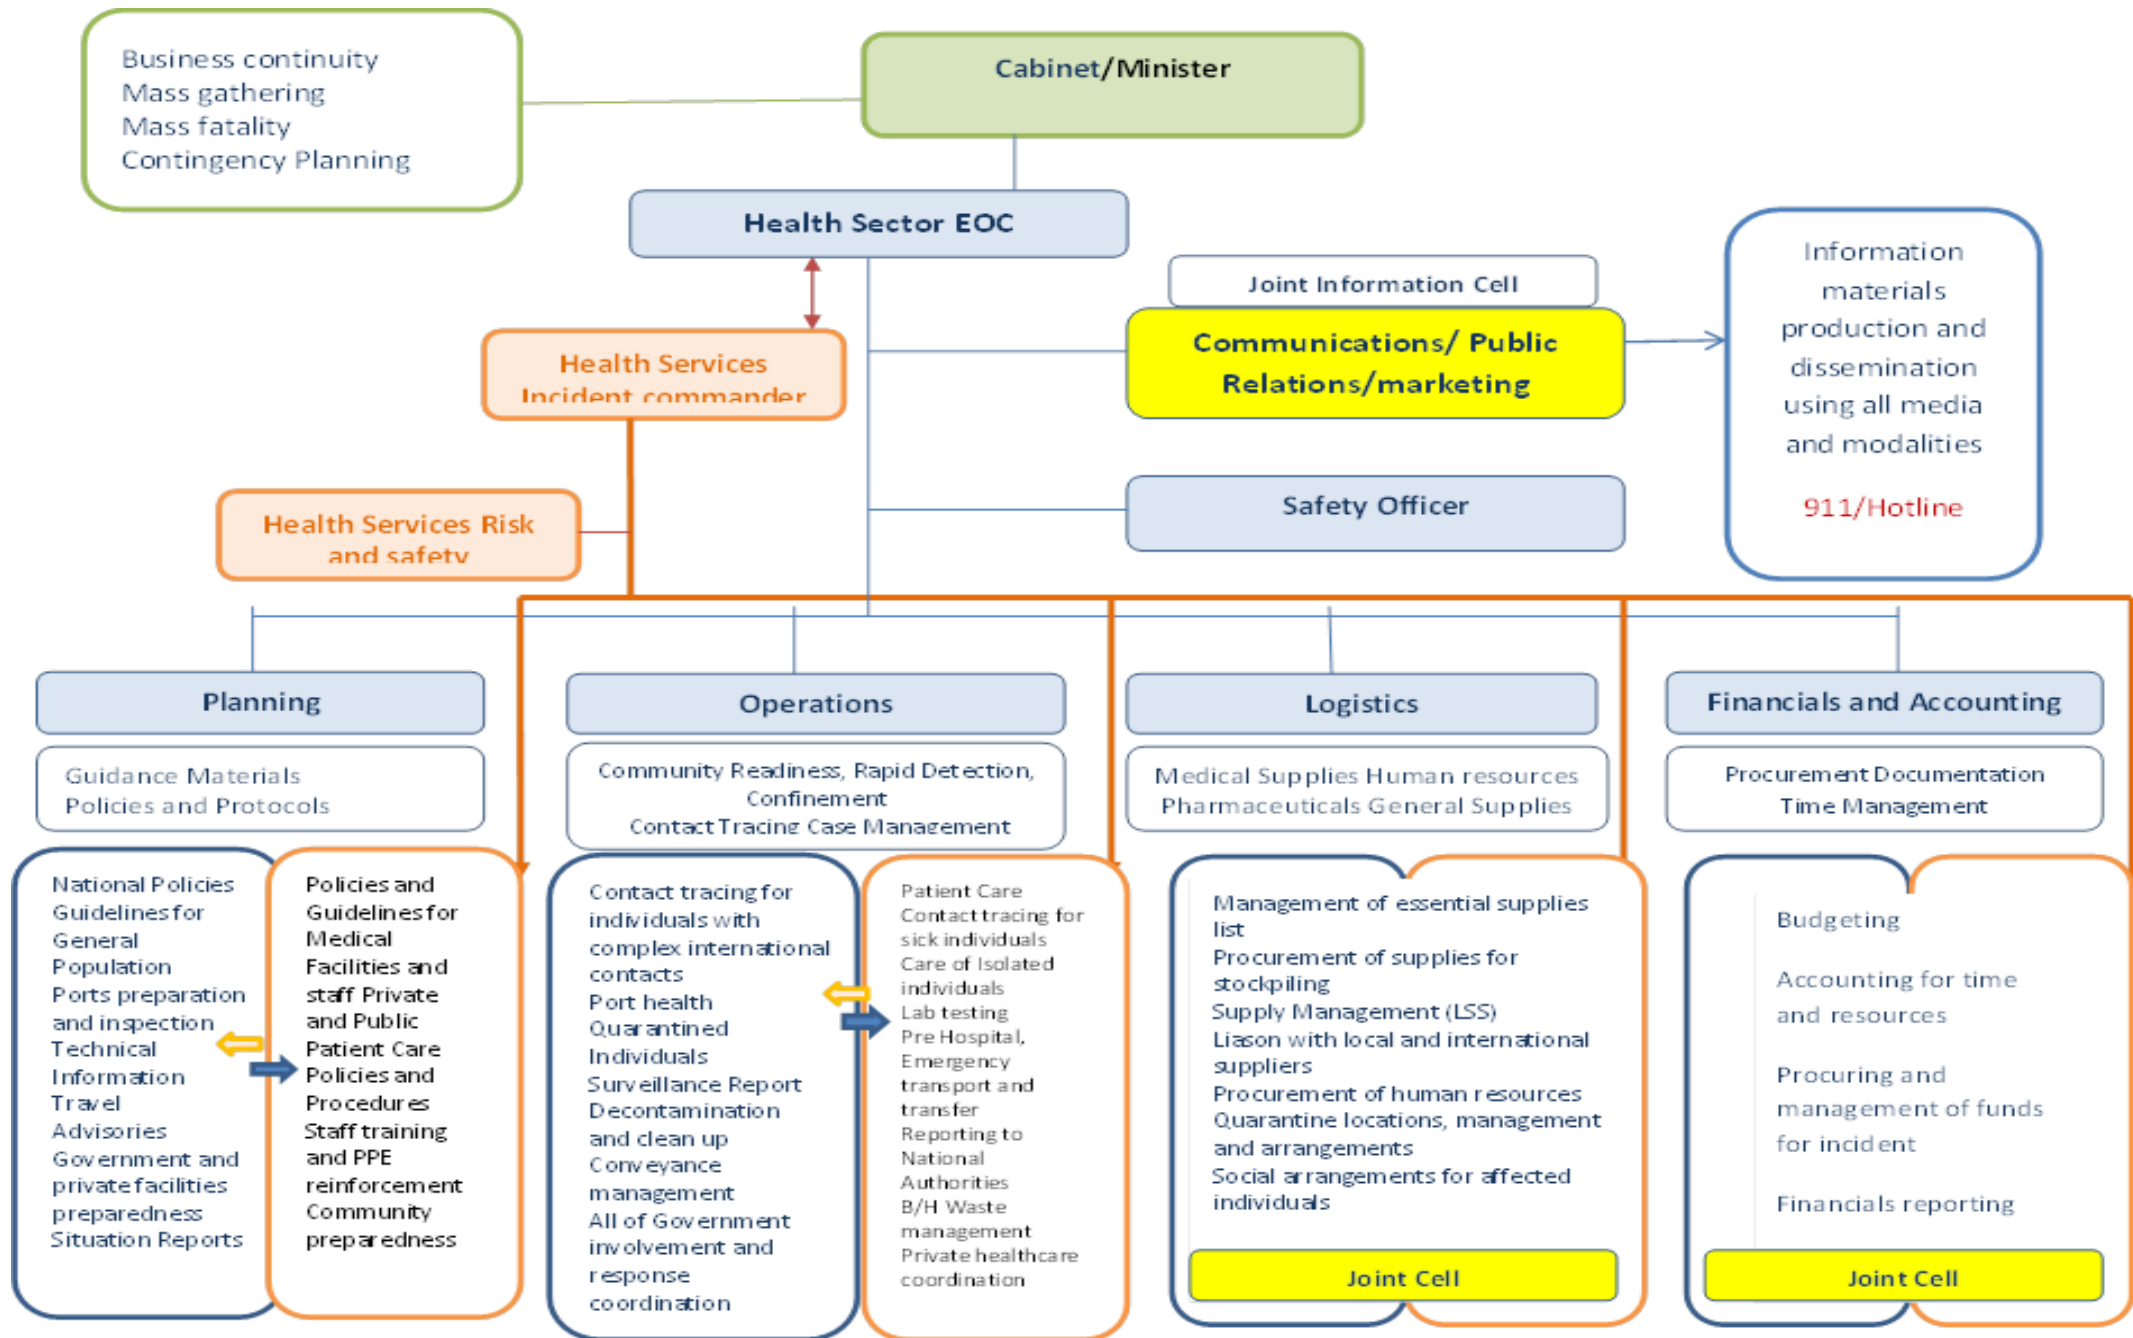 Business continuity
Mass gathering
Mass fatality
Contingency Planning
Cabinet/Minister
Health Sector EOC
Joint Information Cell
Communications/ Public
Relations/marketing
Information
materials
production and
dissemination
using all media
and modalities
911/Hotline
Health Services
Incident commander
Safety Officer
Health Services Risk
and safety
Planning
Guidance Materials
Policies and Protocols
National Policies
Guidelines for
General
Population
Ports preparation
and inspection
Technical
Information
Travel
Advisories
Government and
private facilities
preparedness
Situation Reports
Policies and
Guidelines for
Medical
Facilities and
staff Private
and Public
Patient Care
Policies and
Procedures
Staff training
and PPE
reinforcement
Community
preparedness
Operations
Community Readiness, Rapid Detection,
Confinement
Contact Tracing Case Management
Contact tracing for
individuals with
complex international
contacts
Port health
Quarantined
Individuals
Surveillance Report
Decontamination
and clean up
Conveyance
management
All of Government
involvement and
response
coordination
Patient Care
Contact tracing for
sick individuals
Care of Isolated
individuals
Lab testing
Pre Hospital,
Emergency
transport and
transfer
Reporting to
National
Authorities
B/H Waste
management
Private healthcare
coordination
Logistics
Medical Supplies Human resources
Pharmaceuticals General Supplies
Management of essential supplies
list
Procurement of supplies for
stockpiling
Supply Management (LSS)
Liason with local and international
suppliers
Procurement of human resources
Quarantine locations, management
and arrangements
Social arrangements for affected
individuals
Joint Cell
Financials and Accounting
Procurement Documentation
Time Management
Budgeting
Accounting for time
and resources
Procuring and
management of funds
for incident
Financials reporting
Joint Cell